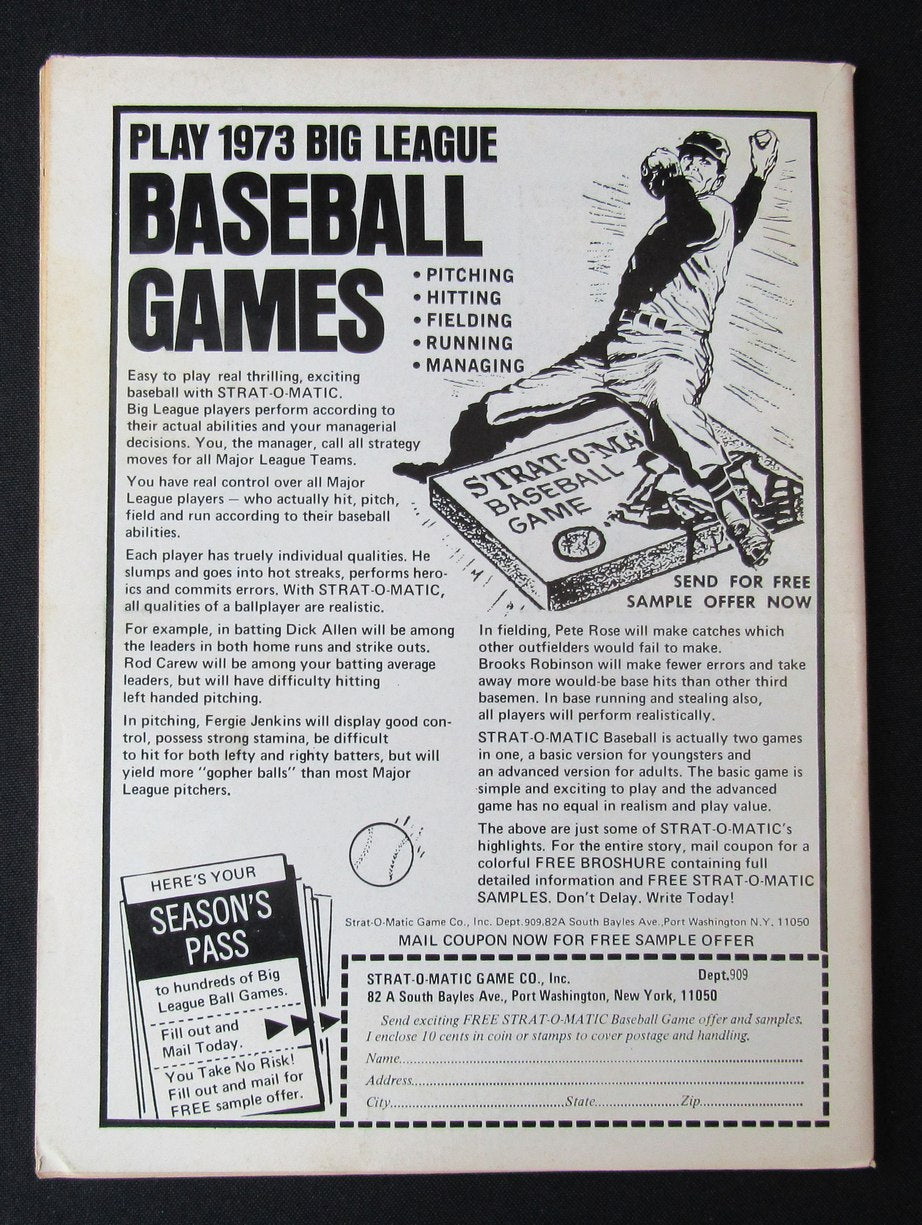 PLAY 1973 BIG LEAGUE
BASEBALL
GAMES
• PITCHING
• HITTING
• FIELDING
• RUNNING
• MANAGING
Easy to play real thrilling, exciting
baseball with STRAT-O-MATIC.
Big League players perform according to
their actual abilities and your managerial
decisions. You, the manager, call all strategy
moves for all Major League Teams.
You have real control over all Major
League players — who actually hit, pitch,
field and run according to their baseball
abilities.
Each player has truely individual qualities. He
slumps and goes into hot streaks, performs hero-
ics and commits errors. With STRAT-O-MATIC,
all qualities of a ballplayer are realistic.
For example, in batting Dick Allen will be among
the leaders in both home runs and strike outs.
Rod Carew will be among your batting average
leaders, but will have difficulty hitting
left handed pitching.
In pitching, Fergie Jenkins will display good con-
trol, possess strong stamina, be difficult
to hit for both lefty and righty batters, but will
yield more "gopher balls" than most Major
League pitchers.
STRAT-O-MA
BASEBALL
GAME
SEND FOR FREE
SAMPLE OFFER NOW
In fielding, Pete Rose will make catches which
other outfielders would fail to make.
Brooks Robinson will make fewer errors and take
away more would-be base hits than other third
basemen. In base running and stealing also,
all players will perform realistically.
STRAT-O-MATIC Baseball is actually two games
in one, a basic version for youngsters and
an advanced version for adults. The basic game is
simple and exciting to play and the advanced
game has no equal in realism and play value.
The above are just some of STRAT-O-MATIC's
highlights. For the entire story, mail coupon for a
colorful FREE BROSHURE containing full
detailed information and FREE STRAT-O-MATIC
SAMPLES. Don't Delay. Write Today!
Strat-O-Matic Game Co., Inc. Dept.909,82A South Bayles Ave.,Port Washington N.Y. 11050
MAIL COUPON NOW FOR FREE SAMPLE OFFER
HERE'S YOUR
SEASON'S
PASS
to hundreds of Big
League Ball Games.
Fill out and
Mail Today.
You Take No Risk!
Fill out and mail for
FREE sample offer.
STRAT-O-MATIC GAME CO., Inc. Dept.909
82 A South Bayles Ave., Port Washington, New York, 11050
Send exciting FREE STRAT-O-MATIC Baseball Game offer and samples.
I enclose 10 cents in coin or stamps to cover postage and handling.
Name
Address
City State Zip